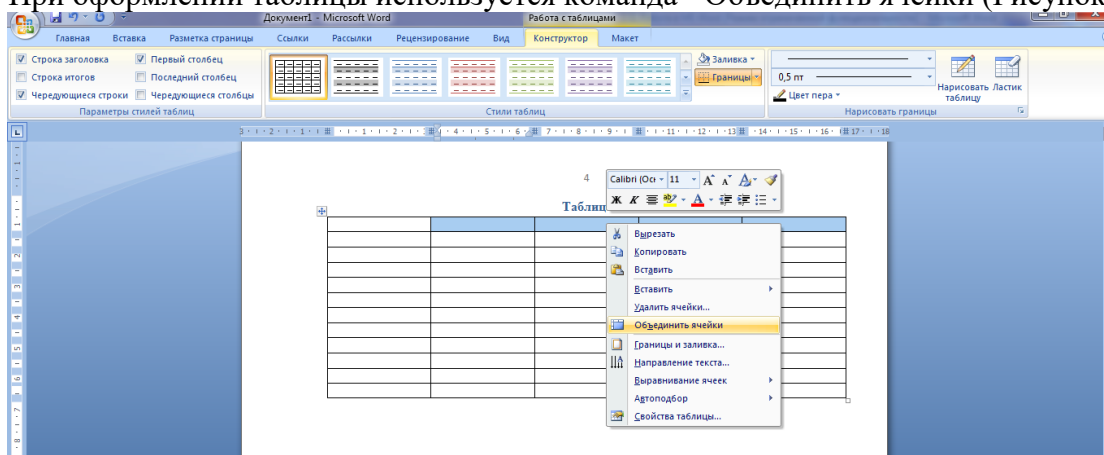 При оформлении таблицы используется команда - Объединить ячейки (Рисунок
Документ1 - Microsoft Word
Работа с таблицами
Главная Вставка Разметка страницы Ссылки Рассылки Рецензирование Вид Конструктор Макет
Строка заголовка Первый столбец
Строка итогов Последний столбец
Чередующиеся строки Чередующиеся столбцы
Параметры стилей таблиц
Стили таблиц
Заливка
Границы
0,5 пт
Цвет пера
Нарисовать таблицу
Ластик
Нарисовать границы
4
Calibri (Осн 11
Ж К
Таблиц
Вырезать
Копировать
Вставить
Вставить
Удалить ячейки...
Объединить ячейки
Границы и заливка...
Направление текста...
Выравнивание ячеек
Автоподбор
Свойства таблицы...